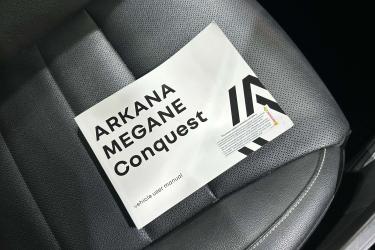 ARKANA
MEGANE
Conquest
vehicle user manual